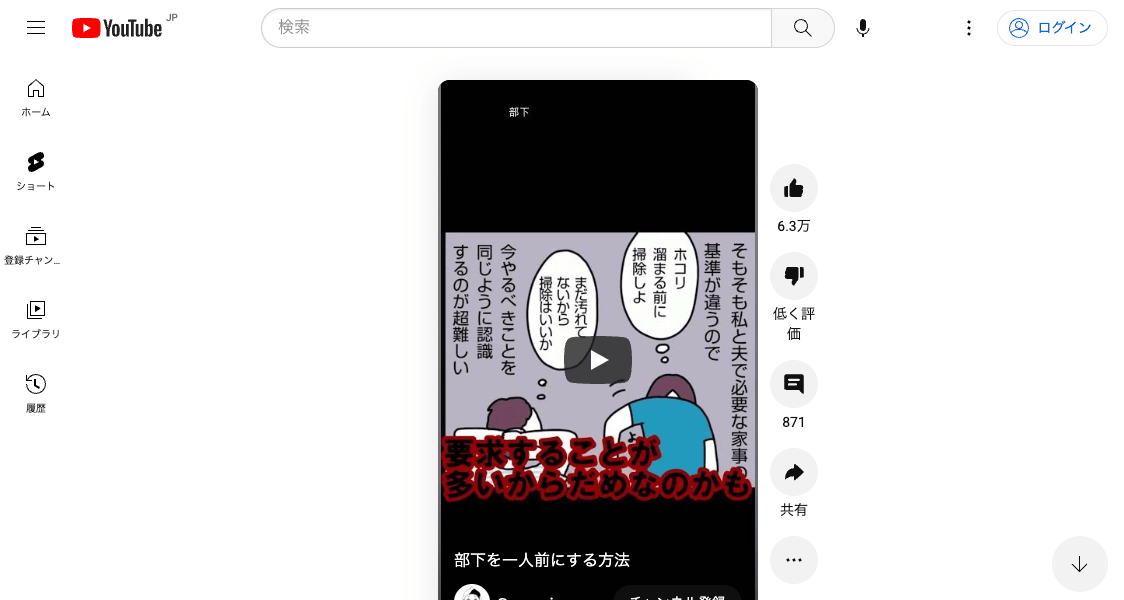 YouTube JP
検索
ログイン
ホーム
ショート
登録チャン...
ライブラリ
履歴
部下
そもそも私と夫で必要な家事の
基準が違うので
ホコリ
溜まる前に
掃除しよ
まだ汚れて
ないから
掃除はいいか
今やるべきことを
同じように認識
するのが超難しい
よ
要求することが
多いからだめなのかも
部下を一人前にする方法
チャンネル登録
6.3万
低く評
価
871
共有